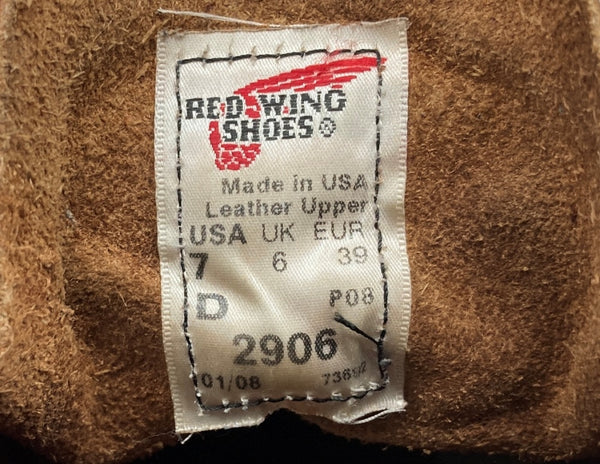 RED WING
SHOES®
Made in USA
Leather Upper
USA UK EUR
7 6 39
D P08
2906
01/08